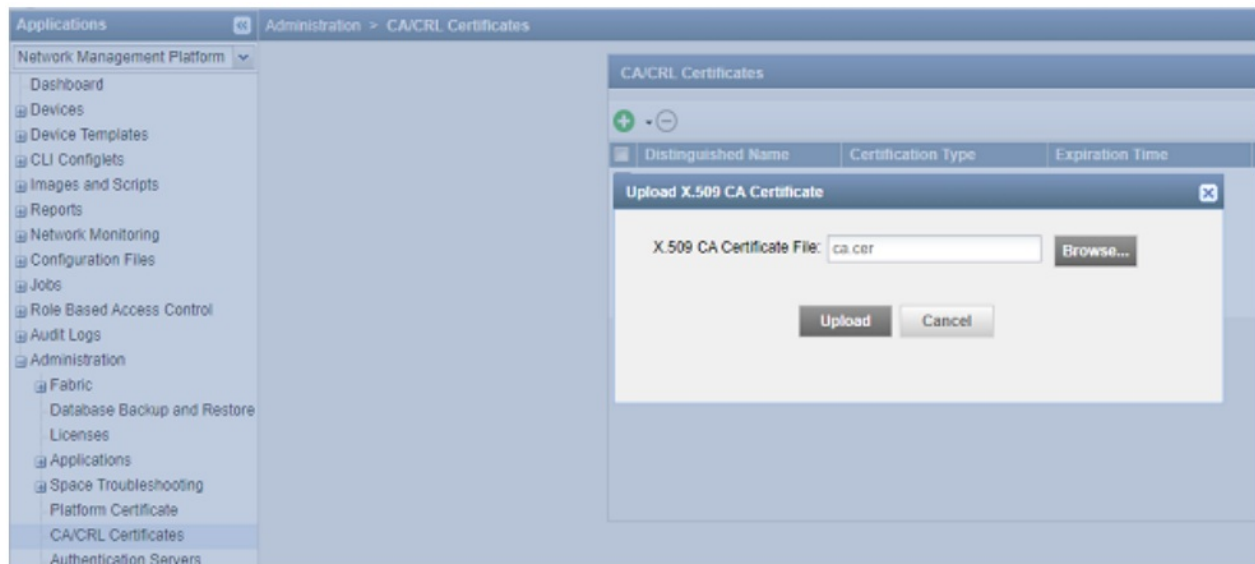 Applications
Administration > CA/CRL Certificates
Network Management Platform
Dashboard
Devices
Device Templates
CLI Configlets
Images and Scripts
Reports
Network Monitoring
Configuration Files
Jobs
Role Based Access Control
Audit Logs
Administration
Fabric
Database Backup and Restore
Licenses
Applications
Space Troubleshooting
Platform Certificate
CA/CRL Certificates
Authentication Servers
CA/CRL Certificates
Distinguished Name Certification Type Expiration Time
Upload X.509 CA Certificate
X.509 CA Certificate File: ca.cer Browse...
Upload Cancel